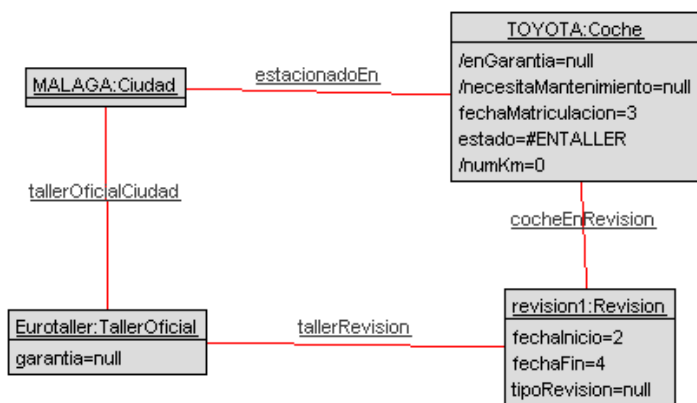 TOYOTA:Coche
/enGarantia=null
/necesitaMantenimiento=null
fechaMatriculacion=3
estado=#ENTALLER
/numKm=0
estacionadoEn
MALAGA:Ciudad
tallerOficialCiudad
cocheEnRevision
Eurotaller:TallerOficial
garantia=null
tallerRevision
revision1:Revision
fechaInicio=2
fechaFin=4
tipoRevision=null